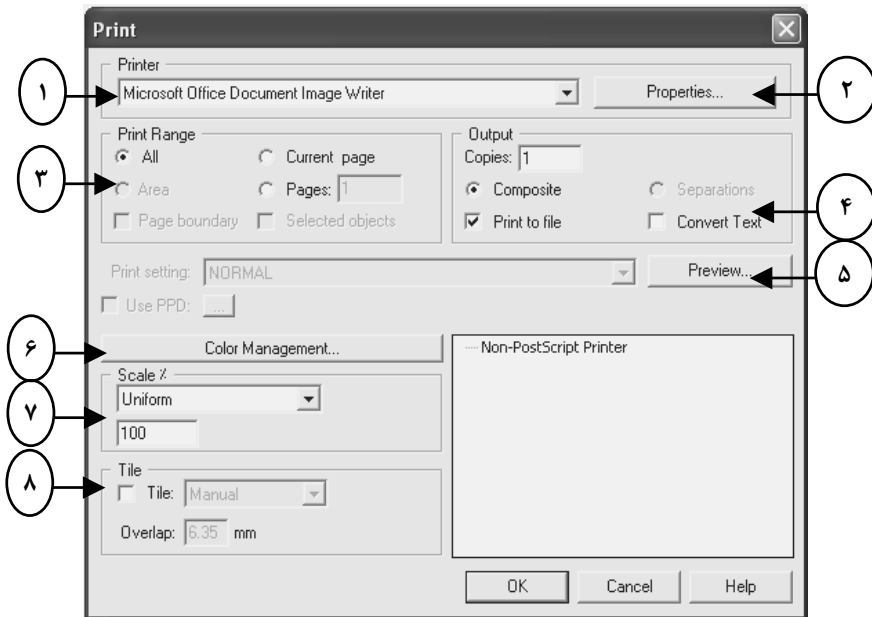 Print
Printer
۱ Microsoft Office Document Image Writer Properties... ۲
Print Range
All Current page
۳ Area Pages: 1
Page boundary Selected objects
Output
Copies: 1
Composite Separations
Print to file Convert Text ۴
Print setting: NORMAL Preview... ۵
Use PPD: ...
۶ Color Management...
Scale %
Uniform
۷ 100
Non-PostScript Printer
Tile
۸ Tile: Manual
Overlap: 6.35 mm
OK Cancel Help